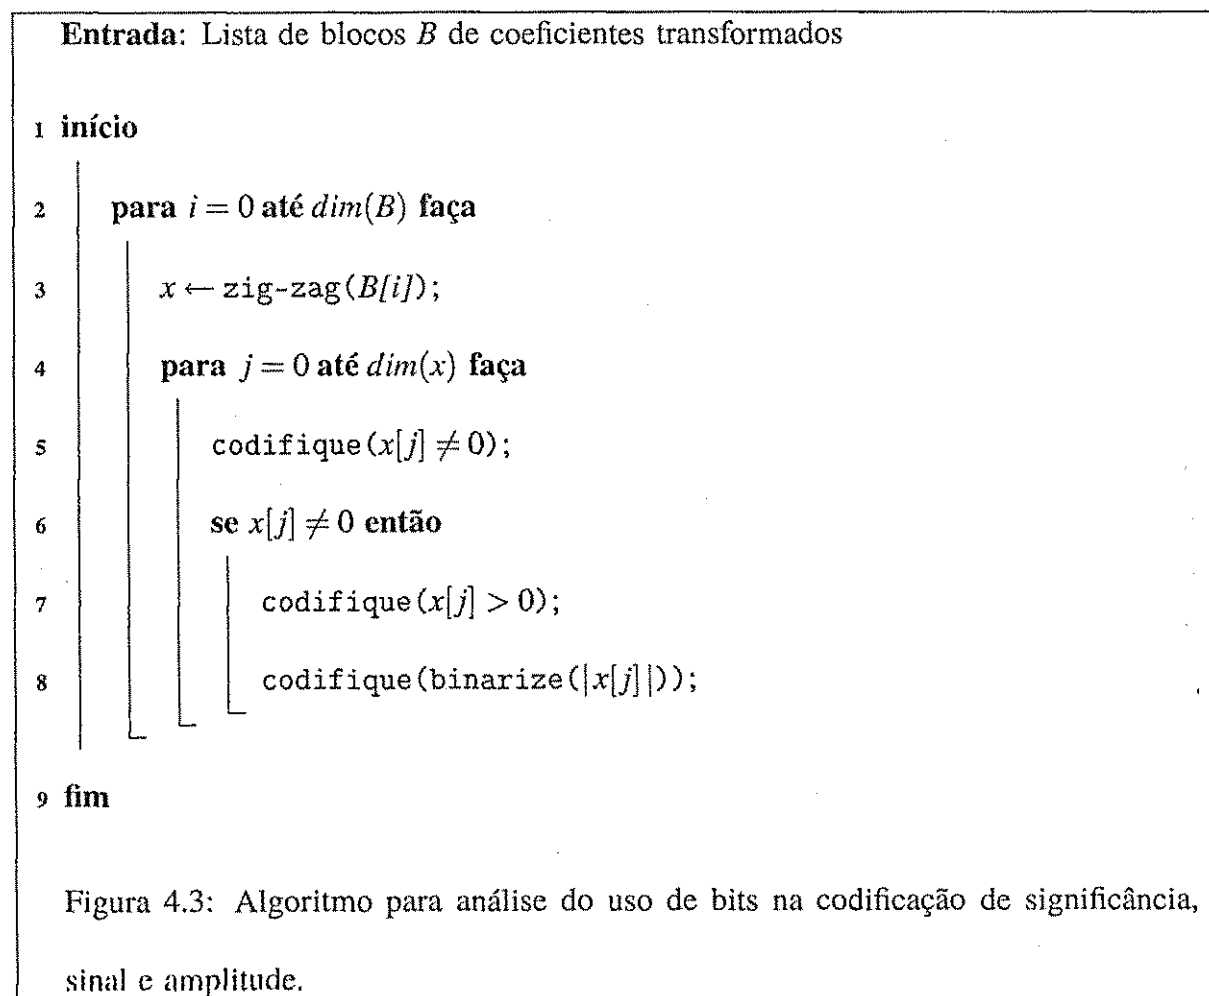 Entrada: Lista de blocos B de coeficientes transformados
1 início
2 para i = 0 até dim(B) faça
3 x ← zig-zag(B[i]);
4 para j = 0 até dim(x) faça
5 codifique(x[j] ≠ 0);
6 se x[j] ≠ 0 então
7 codifique(x[j] > 0);
8 codifique(binarize(|x[j]|));
9 fim
Figura 4.3: Algoritmo para análise do uso de bits na codificação de significância,
sinal e amplitude.